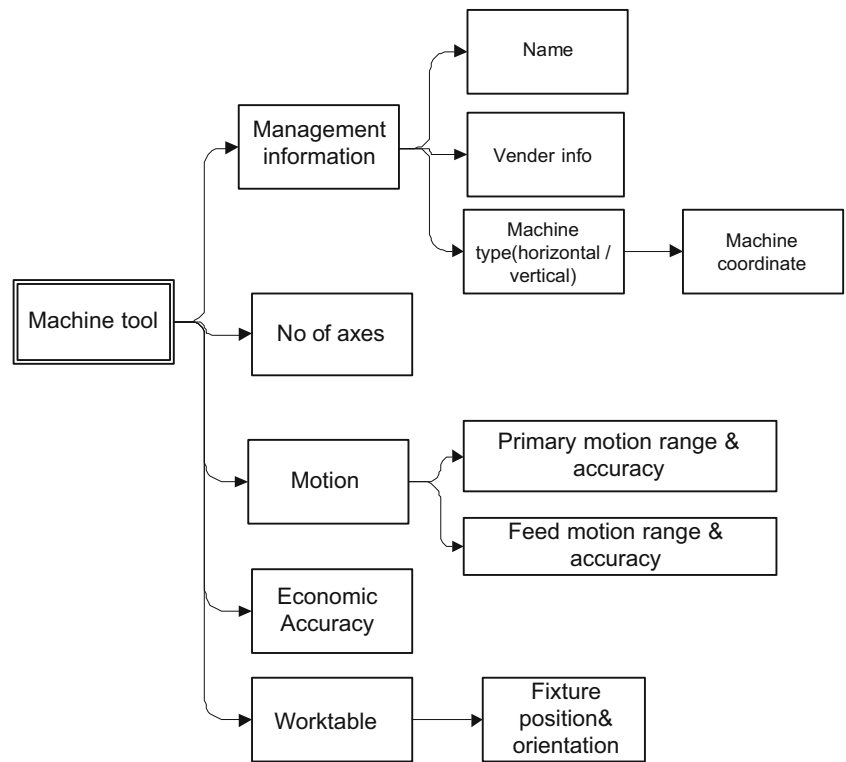 Name
Management
information
Vender info
Machine
type(horizontal /
vertical)
Machine
coordinate
Machine tool
No of axes
Primary motion range &
accuracy
Motion
Feed motion range &
accuracy
Economic
Accuracy
Worktable
Fixture
position&
orientation